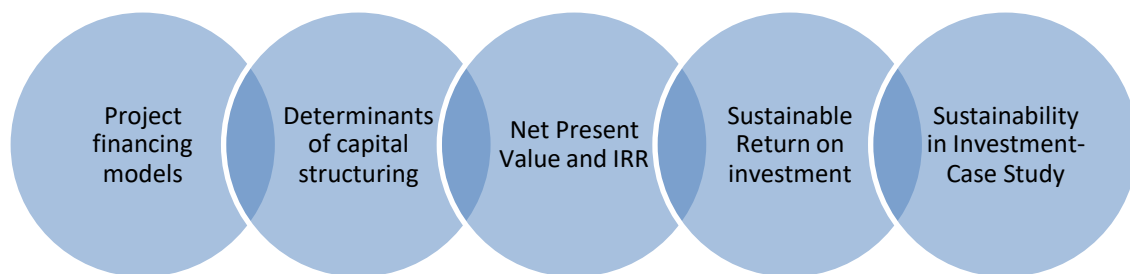 Project
financing
models
Determinants
of capital
structuring
Net Present
Value and IRR
Sustainable
Return on
investment
Sustainability
in Investment-
Case Study